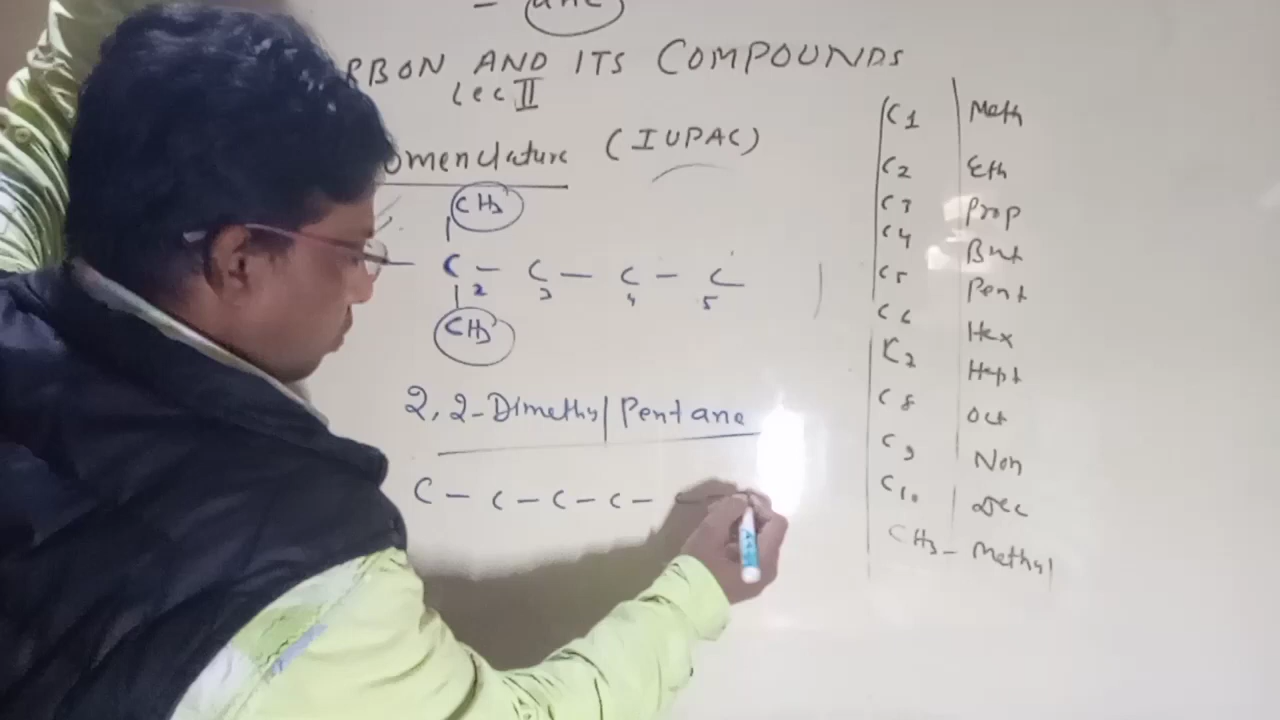 - ane
RBON AND ITS COMPOUNDS
Lec II
omenclature (IUPAC)
CH3
- C - C - C - C
2 3 4 5
CH3
2,2-Dimethyl Pentane
C - C - C - C -
C1 Meth
C2 Eth
C3 Prop
C4 But
C5 Pent
C6 Hex
C7 Hept
C8 Oct
C9 Non
C10 Dec
CH3 - Methyl